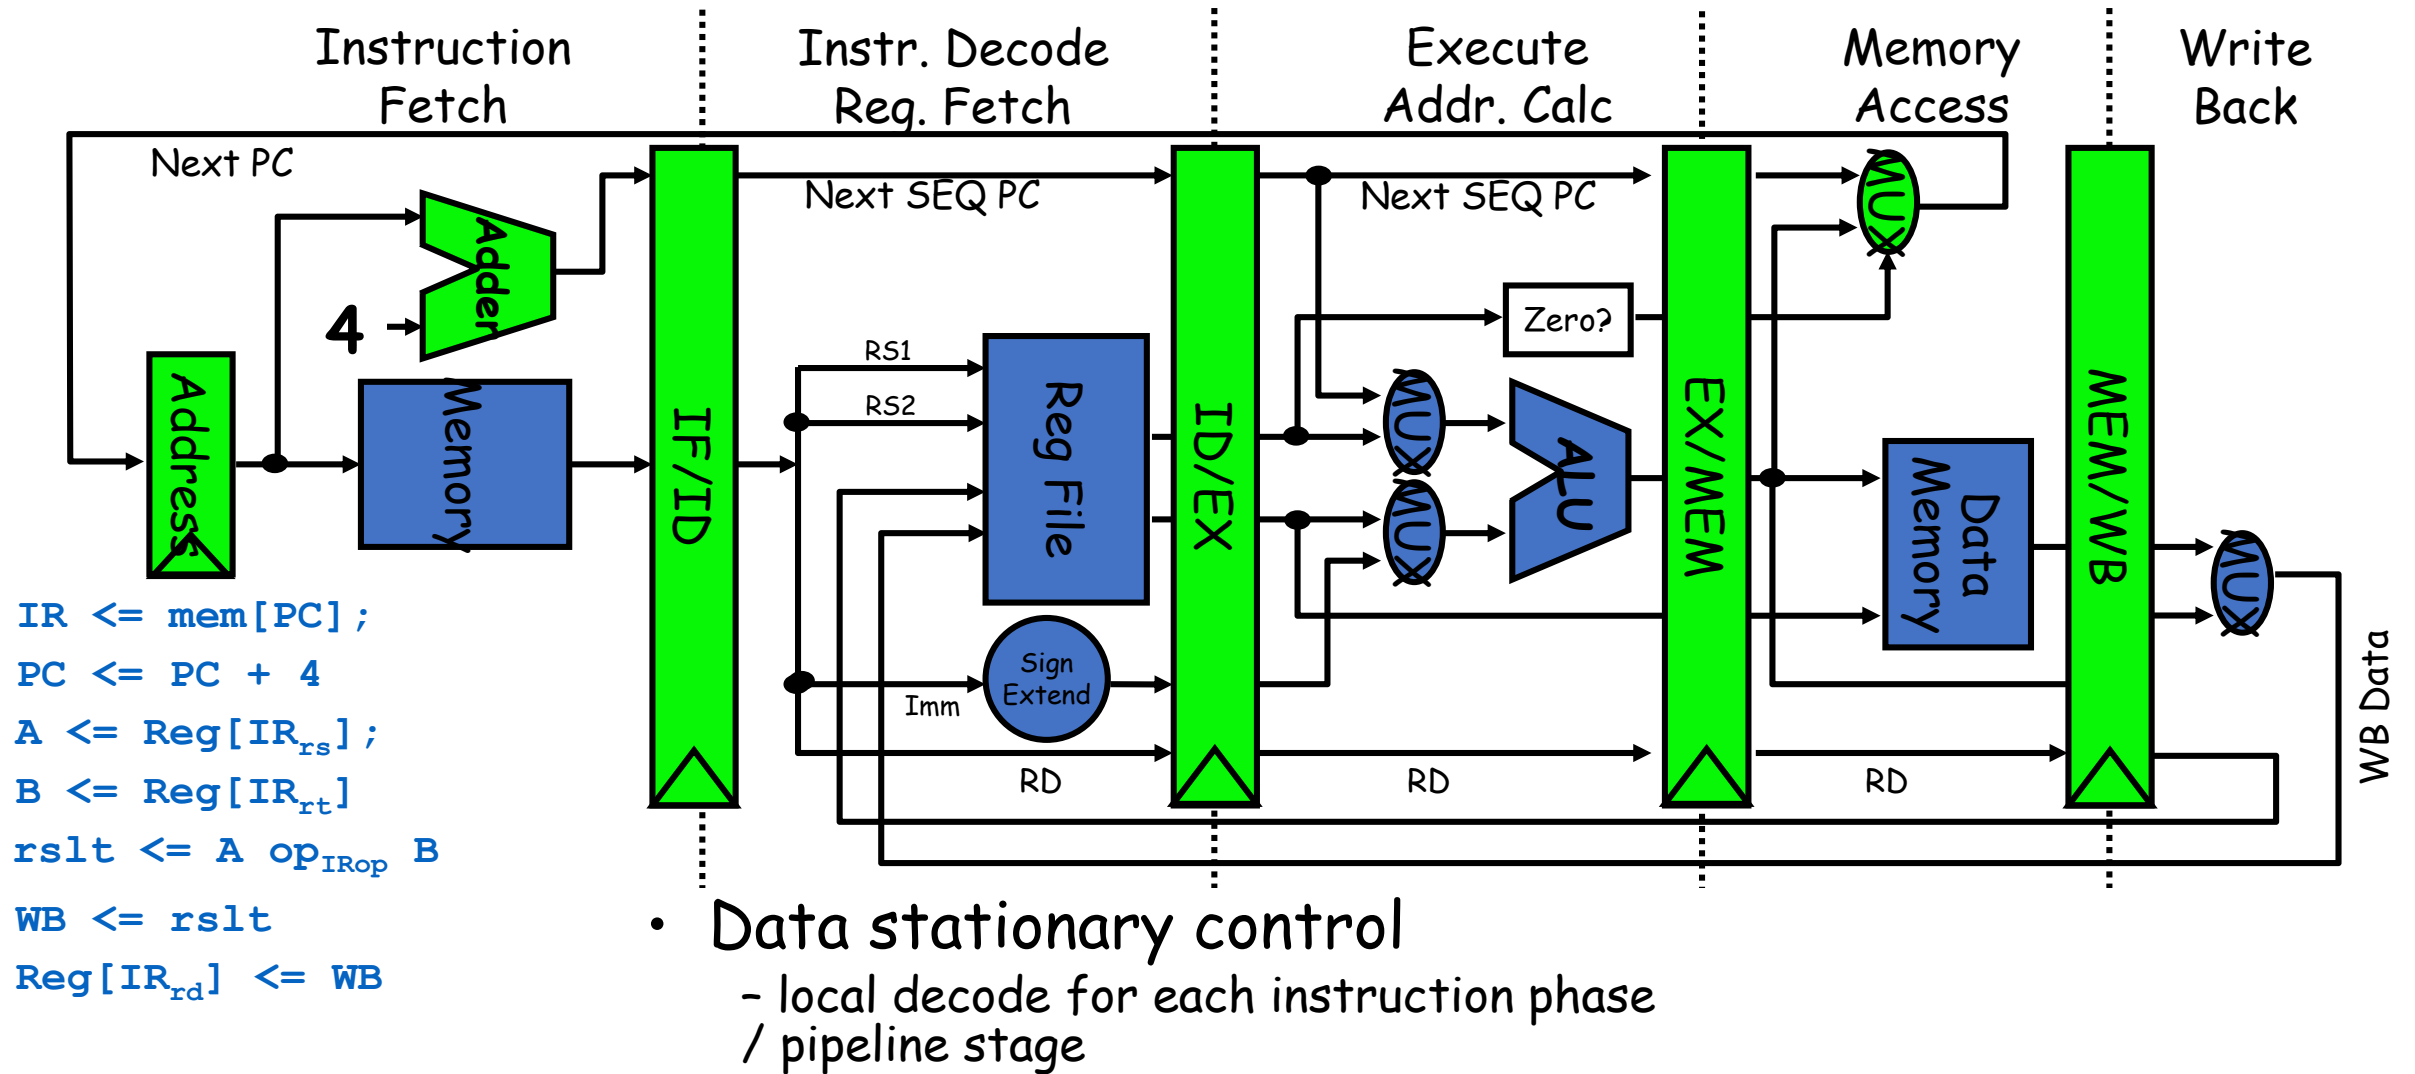 Instruction
Fetch
Instr. Decode
Reg. Fetch
Execute
Addr. Calc
Memory
Access
Write
Back
Next PC
Next SEQ PC
Next SEQ PC
MUX
Adder
4
Zero?
RS1
RS2
Address
Memory
IF/ID
Reg File
ID/EX
MUX
MUX
ALU
EX/MEM
Data
Memory
MEM/WB
MUX
Sign
Extend
Imm
RD
RD
RD
WB Data
IR <= mem[PC];
PC <= PC + 4
A <= Reg[IRrs];
B <= Reg[IRrt]
rslt <= A opIRop B
WB <= rslt
Reg[IRrd] <= WB
• Data stationary control
– local decode for each instruction phase
/ pipeline stage